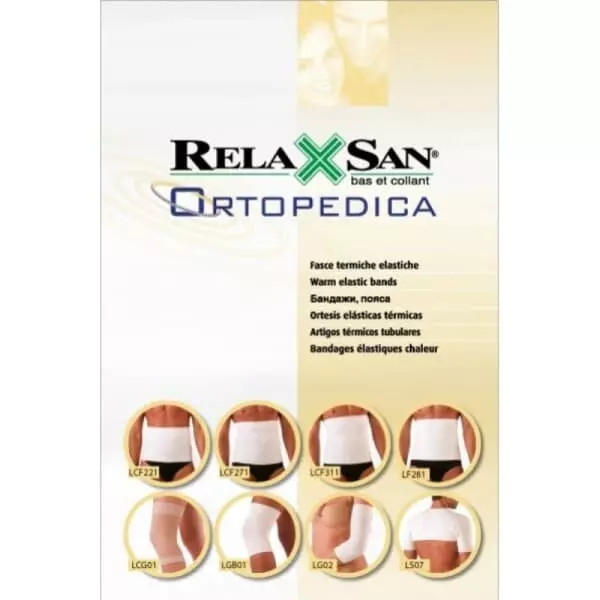 RELAXSAN®
bas et collant
ORTOPEDICA
Fasce termiche elastiche
Warm elastic bands
Бандажи, пояса
Ortesis elásticas térmicas
Artigos térmicos tubulares
Bandages élastiques chaleur
LCF221 LCF271 LCF311 LF281
LCG01 LGB01 LG02 LS07